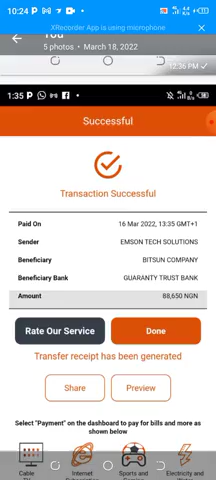 10:24
XRecorder App is using microphone
You
5 photos • March 18, 2022
12:36 PM
1:35
Successful
Transaction Successful
Paid On 16 Mar 2022, 13:35 GMT+1
Sender EMSON TECH SOLUTIONS
Beneficiary BITSUN COMPANY
Beneficiary Bank GUARANTY TRUST BANK
Amount 88,650 NGN
Rate Our Service Done
Transfer receipt has been generated
Share Preview
Select "Payment" on the dashboard to pay for bills and more as
shown below
Cable Internet Sports and Electricity and